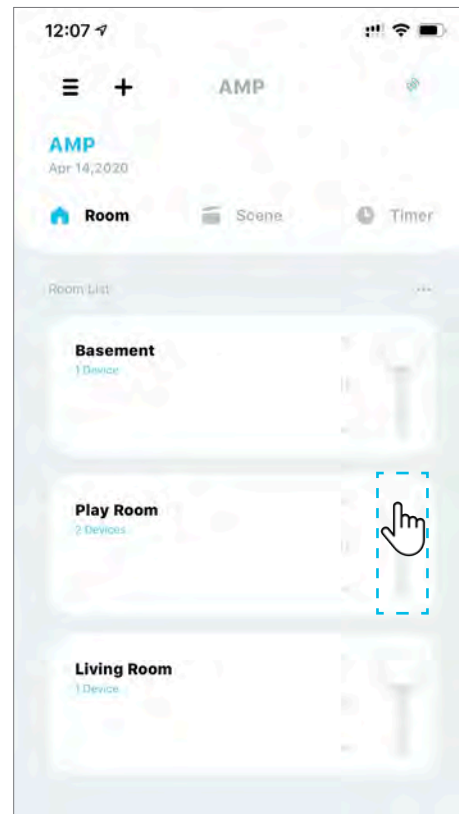 12:07
AMP
AMP
Apr 14,2020
Room Scene Timer
Room List
Basement
1 Device
Play Room
2 Devices
Living Room
1 Device